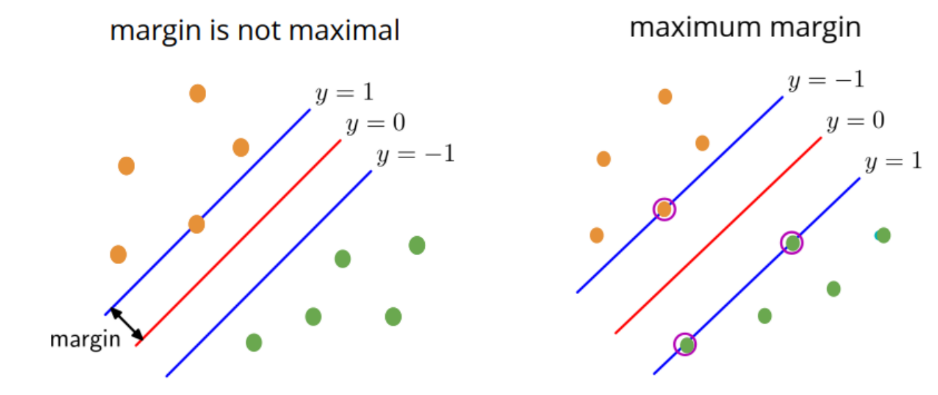 margin is not maximal
y = 1
y = 0
y = −1
margin
maximum margin
y = −1
y = 0
y = 1